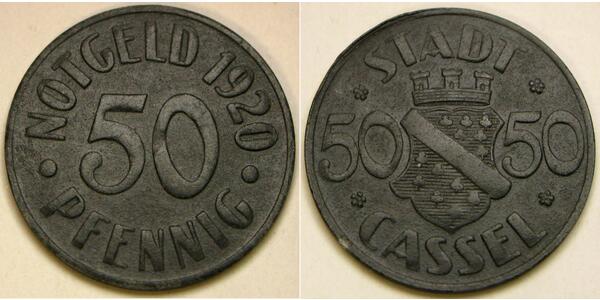 NOTGELD 1920
50
PFENNIG
STADT
50 50
CASSEL